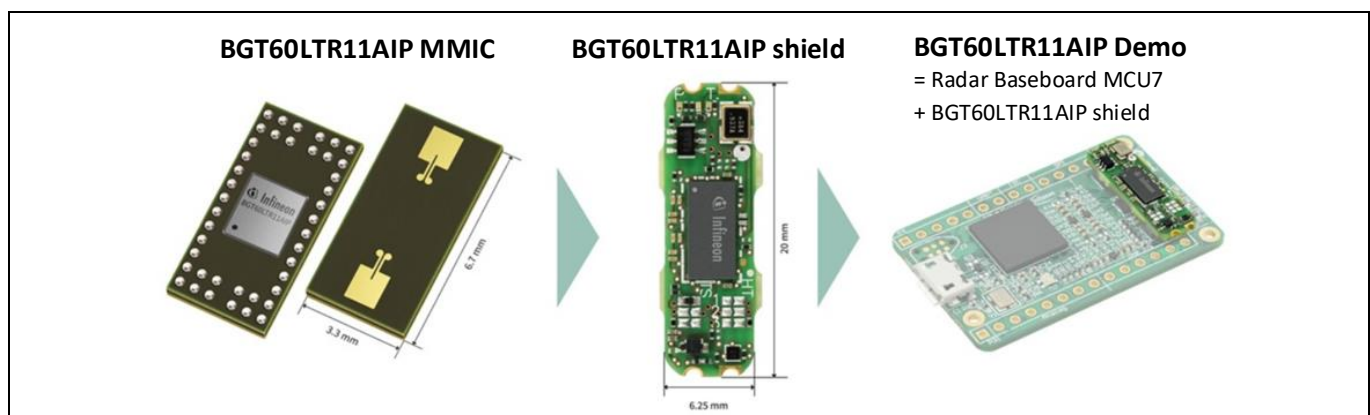 BGT60LTR11AIP MMIC
BGT60LTR11AIP shield
BGT60LTR11AIP Demo
= Radar Baseboard MCU7
+ BGT60LTR11AIP shield
Infineon
BGT60LTR11AIP
6.7 mm
3.3 mm
Infineon
20 mm
6.25 mm